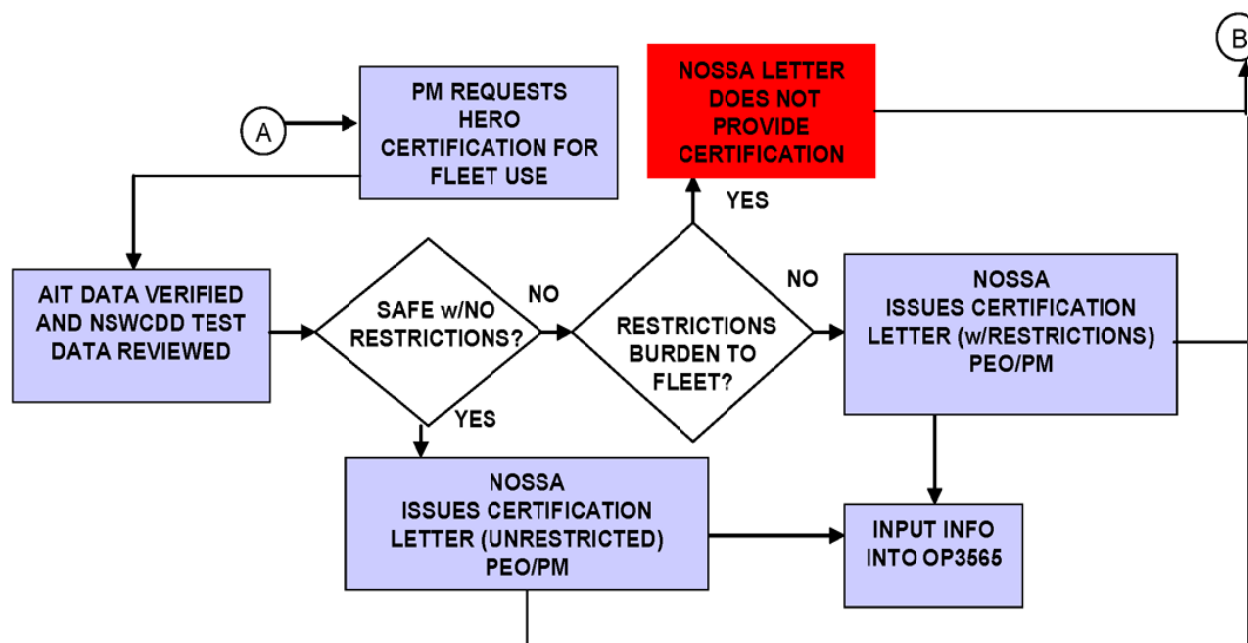 A
PM REQUESTS
HERO
CERTIFICATION FOR
FLEET USE
NOSSA LETTER
DOES NOT
PROVIDE
CERTIFICATION
B
YES
AIT DATA VERIFIED
AND NSWCDD TEST
DATA REVIEWED
SAFE w/NO
RESTRICTIONS?
NO
RESTRICTIONS
BURDEN TO
FLEET?
NO
NOSSA
ISSUES CERTIFICATION
LETTER (w/RESTRICTIONS)
PEO/PM
YES
NOSSA
ISSUES CERTIFICATION
LETTER (UNRESTRICTED)
PEO/PM
INPUT INFO
INTO OP3565